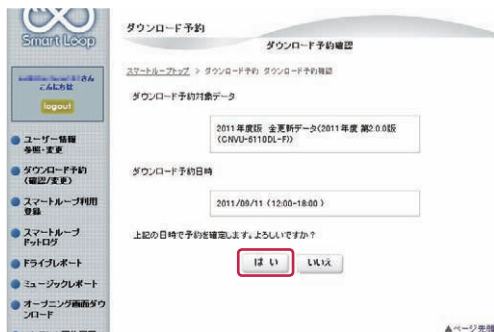 Smart Loop
さん
こんにちは
logout
ユーザー情報
参照・変更
ダウンロード予約
(確認/変更)
スマートループ利用
登録
スマートループ
ドットログ
ドライブレポート
ミュージックレポート
オープニング画面ダウ
ンロード
ダウンロード予約
ダウンロード予約確認
スマートループトップ > ダウンロード予約 ダウンロード予約確認
ダウンロード予約対象データ
2011年度版 全更新データ(2011年度 第2.0.0版
(CNVU-6110DL-F))
ダウンロード予約日時
2011/09/11 (12:00-18:00 )
上記の日時で予約を確定します。よろしいですか?
はい
いいえ
▲ページ先頭